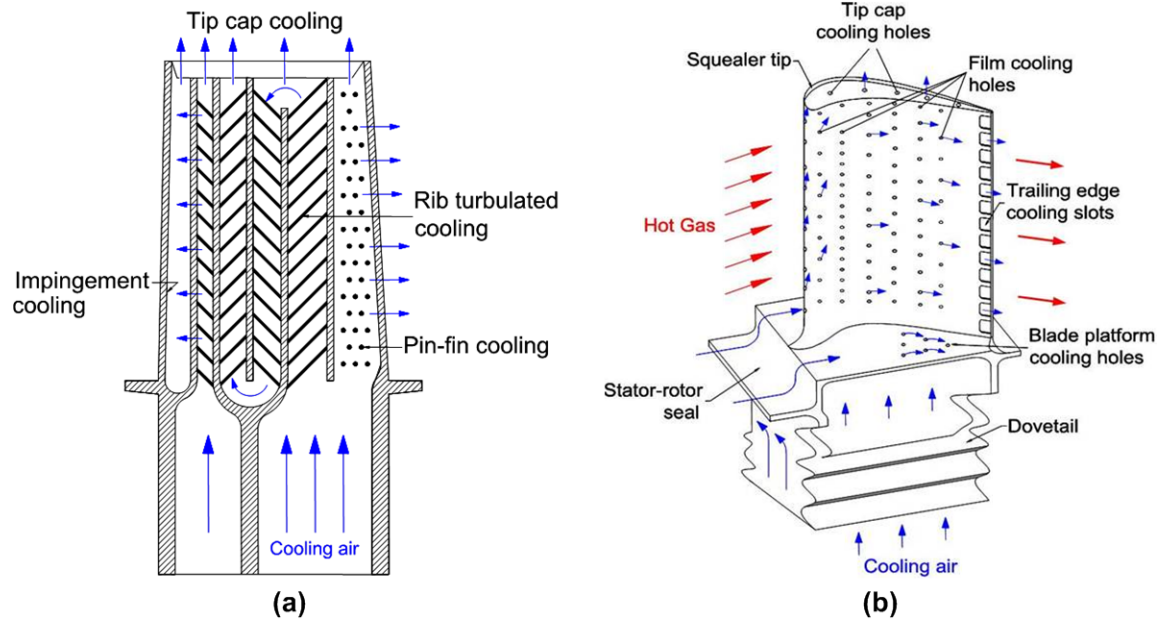 Tip cap cooling
Rib turbulated
cooling
Impingement
cooling
Pin-fin cooling
Cooling air
(a)
Tip cap
cooling holes
Squealer tip
Film cooling
holes
Hot Gas
Trailing edge
cooling slots
Blade platform
cooling holes
Stator-rotor
seal
Dovetail
Cooling air
(b)